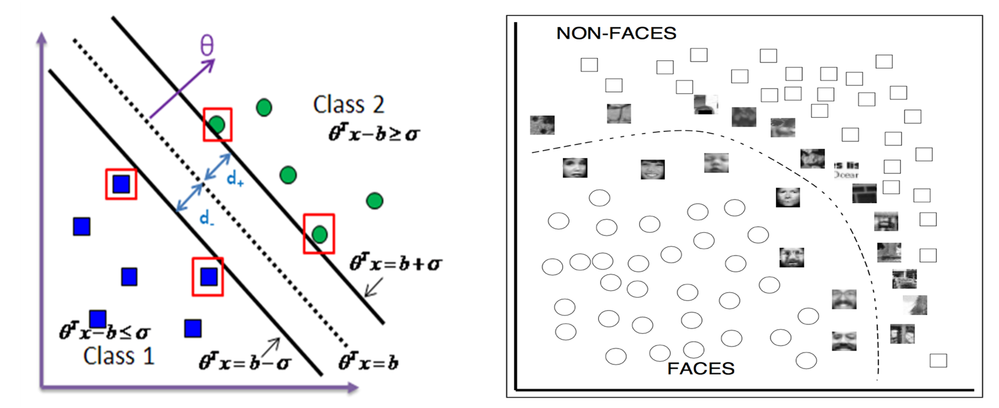 θ
Class 2
θᵀx−b≥σ
d₊
d₋
θᵀx=b+σ
θᵀx−b≤σ
Class 1
θᵀx=b−σ
θᵀx=b
NON-FACES
FACES